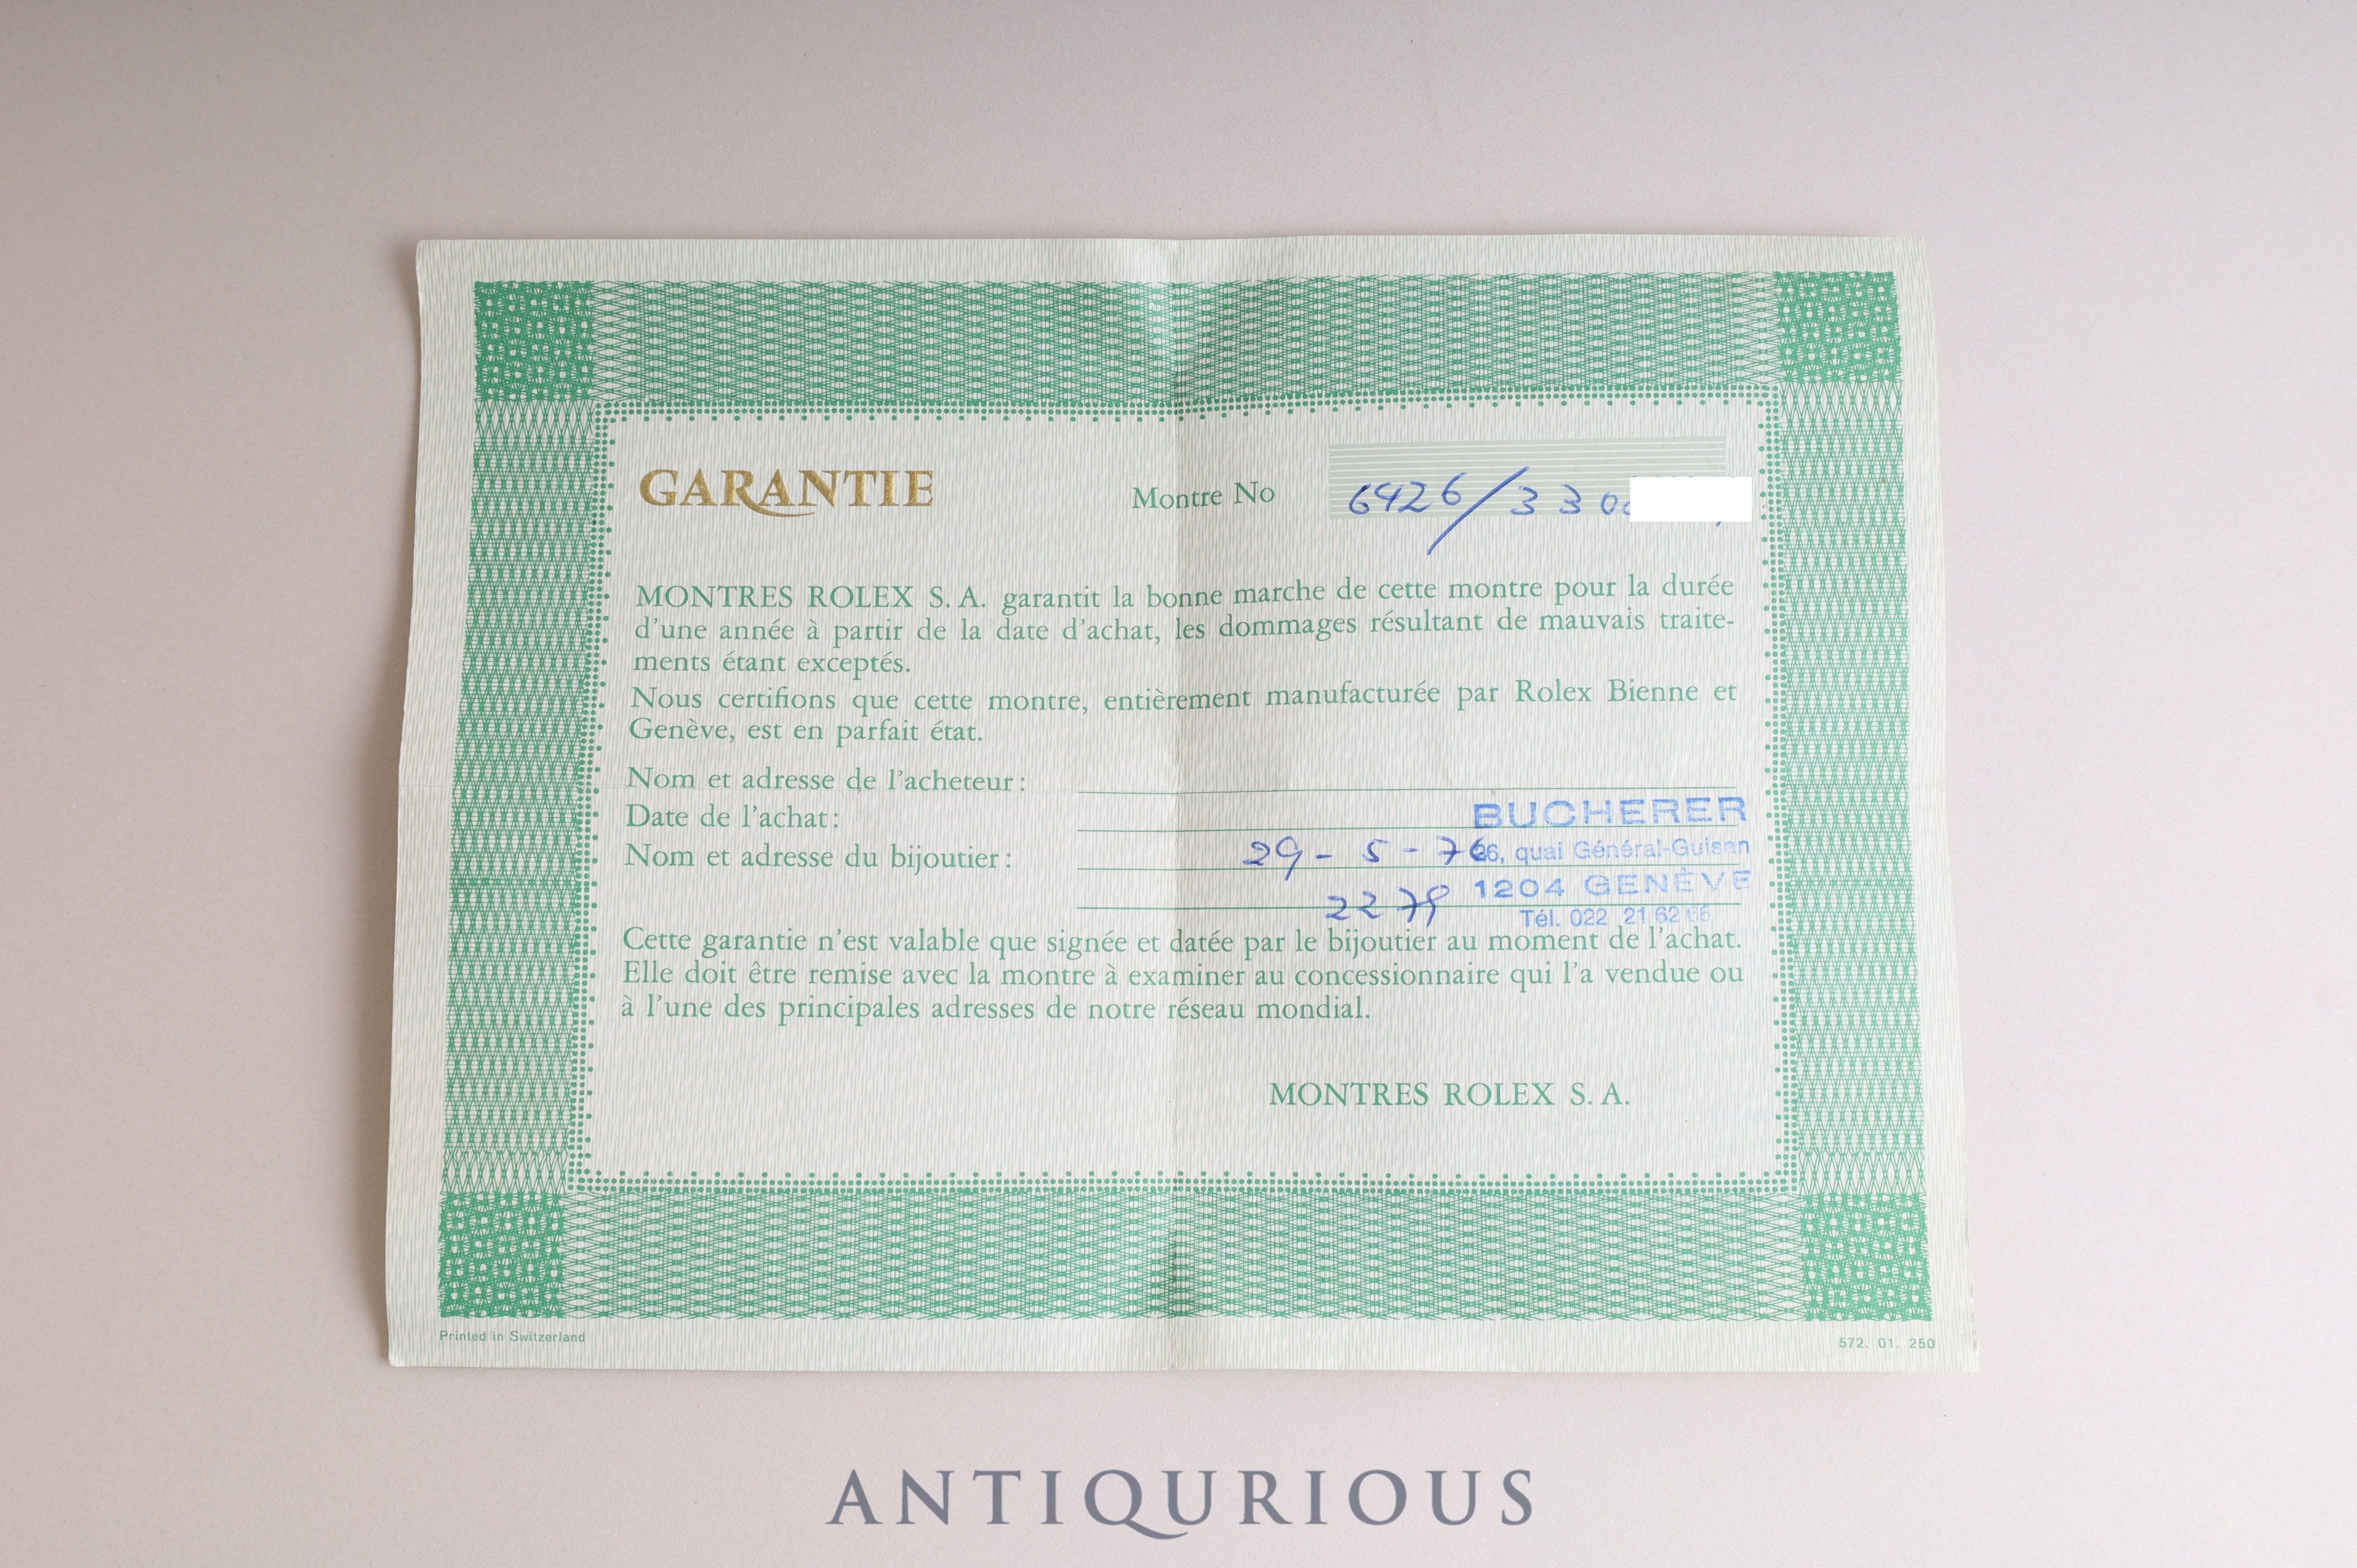 GARANTIE
Montre No 6426/330
MONTRES ROLEX S. A. garantit la bonne marche de cette montre pour la durée
d'une année à partir de la date d'achat, les dommages résultant de mauvais traite-
ments étant exceptés.
Nous certifions que cette montre, entièrement manufacturée par Rolex Bienne et
Genève, est en parfait état.
Nom et adresse de l'acheteur:
BUCHERER
Date de l'achat:
29-5-76
26, quai Général-Guisan
Nom et adresse du bijoutier:
1204 GENÈVE
Tél. 022 21 62 66
Cette garantie n'est valable que signée et datée par le bijoutier au moment de l'achat.
Elle doit être remise avec la montre à examiner au concessionnaire qui l'a vendue ou
à l'une des principales adresses de notre réseau mondial.
MONTRES ROLEX S. A.
Printed in Switzerland
572. 01. 250
ANTIQURIOUS